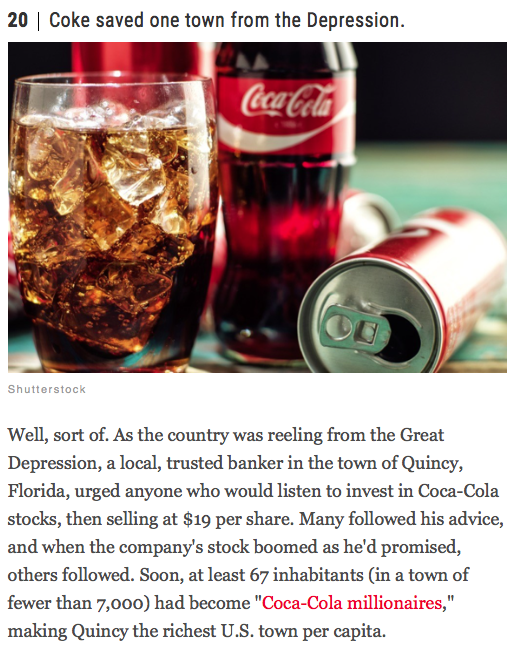 20 | Coke saved one town from the Depression.
Coca-Cola
Shutterstock
Well, sort of. As the country was reeling from the Great
Depression, a local, trusted banker in the town of Quincy,
Florida, urged anyone who would listen to invest in Coca-Cola
stocks, then selling at $19 per share. Many followed his advice,
and when the company's stock boomed as he'd promised,
others followed. Soon, at least 67 inhabitants (in a town of
fewer than 7,000) had become "Coca-Cola millionaires,"
making Quincy the richest U.S. town per capita.